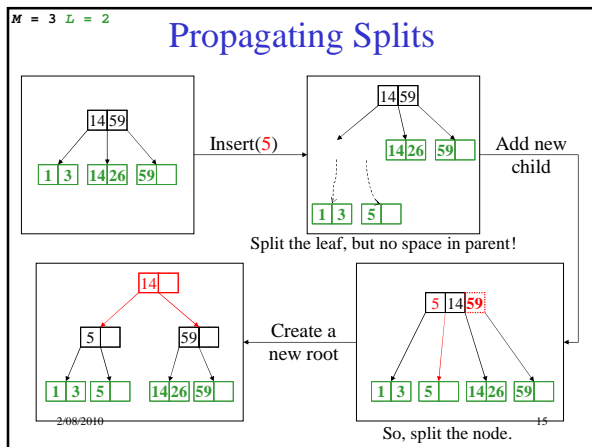 M = 3 L = 2
Propagating Splits
14 59
1 3 14 26 59
Insert(5)
14 59
14 26 59
1 3 5
Split the leaf, but no space in parent!
Add new
child
5 14 59
1 3 5 14 26 59
So, split the node.
Create a
new root
14
5 59
1 3 5 14 26 59
2/08/2010
15